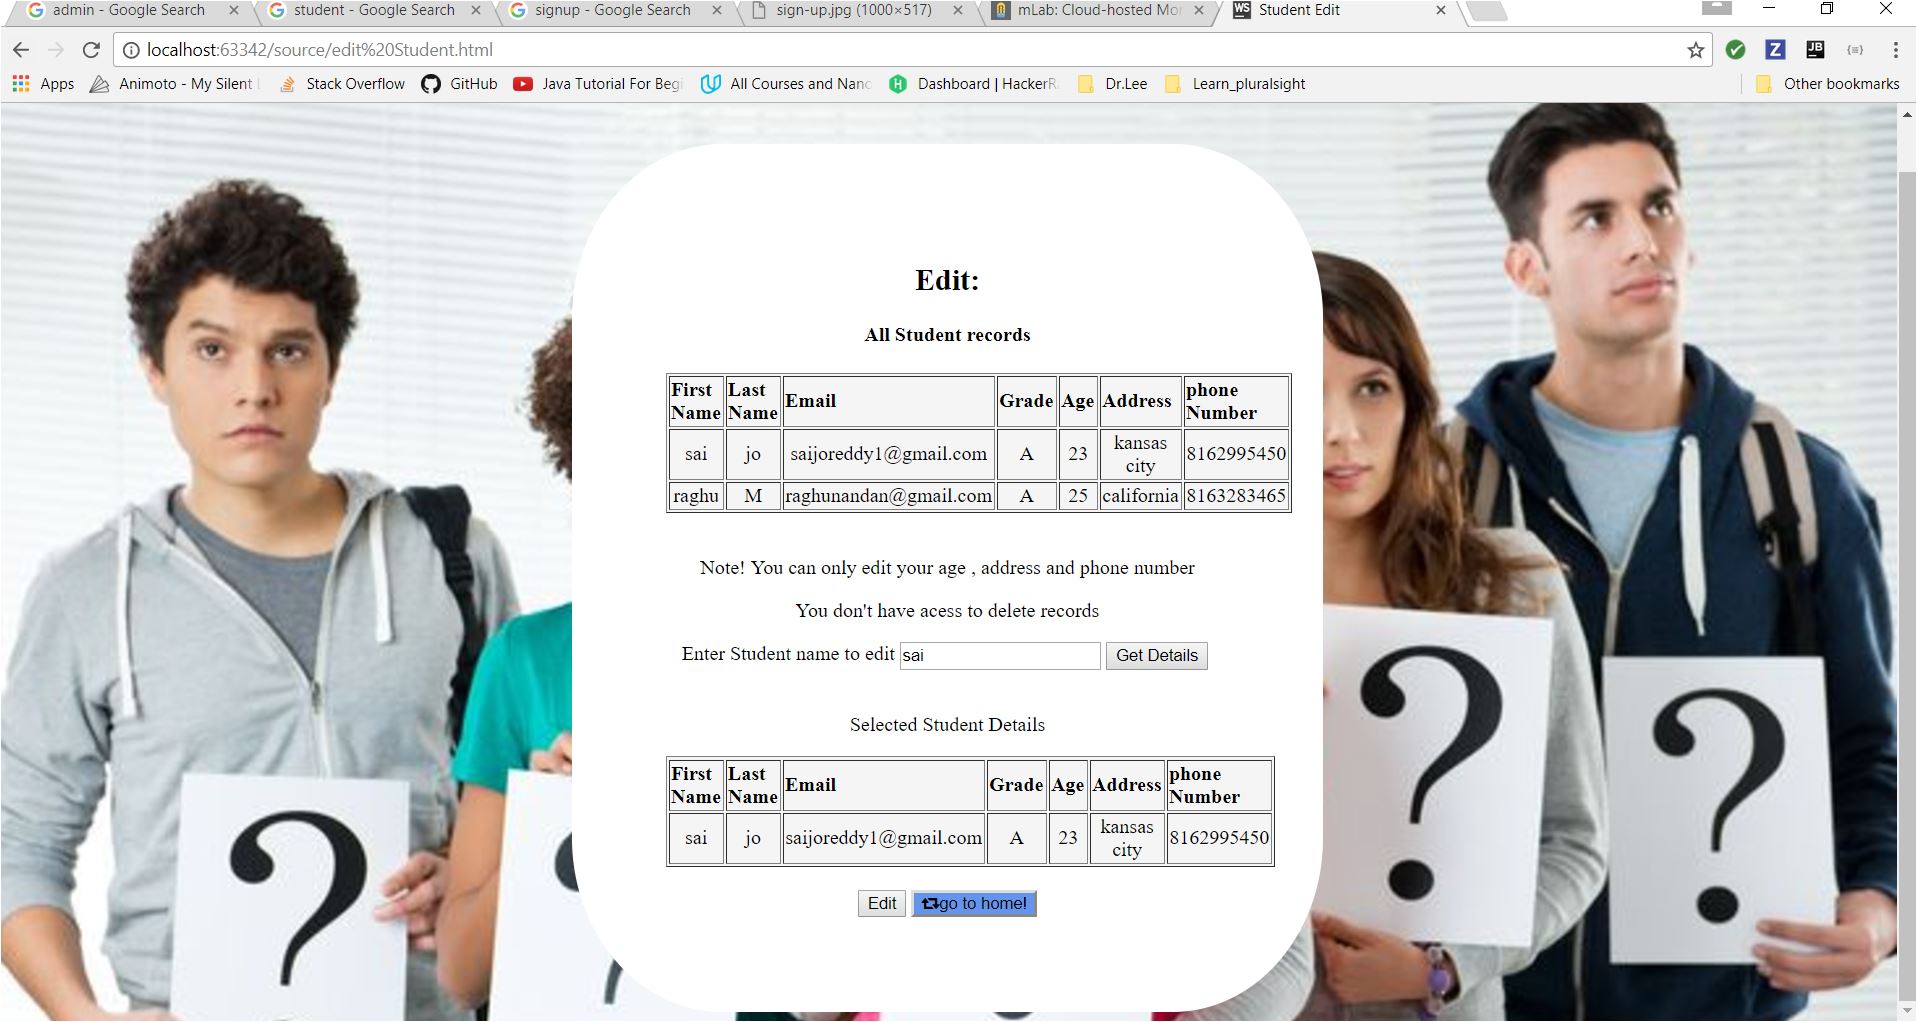 admin - Google Search
student - Google Search
signup - Google Search
sign-up.jpg (1000×517)
mLab: Cloud-hosted Mor
WS Student Edit
localhost:63342/source/edit%20Student.html
Z
JB
Apps
Animoto - My Silent
Stack Overflow
GitHub
Java Tutorial For Begi
All Courses and Nano
Dashboard | HackerR
Dr.Lee
Learn_pluralsight
Other bookmarks
Edit:
All Student records
First Name Last Name Email Grade Age Address phone Number
sai jo saijoreddy1@gmail.com A 23 kansas city 8162995450
raghu M raghunandan@gmail.com A 25 california 8163283465
Note! You can only edit your age , address and phone number
You don't have acess to delete records
Enter Student name to edit sai Get Details
Selected Student Details
First Name Last Name Email Grade Age Address phone Number
sai jo saijoreddy1@gmail.com A 23 kansas city 8162995450
Edit go to home!
?
?
?
?